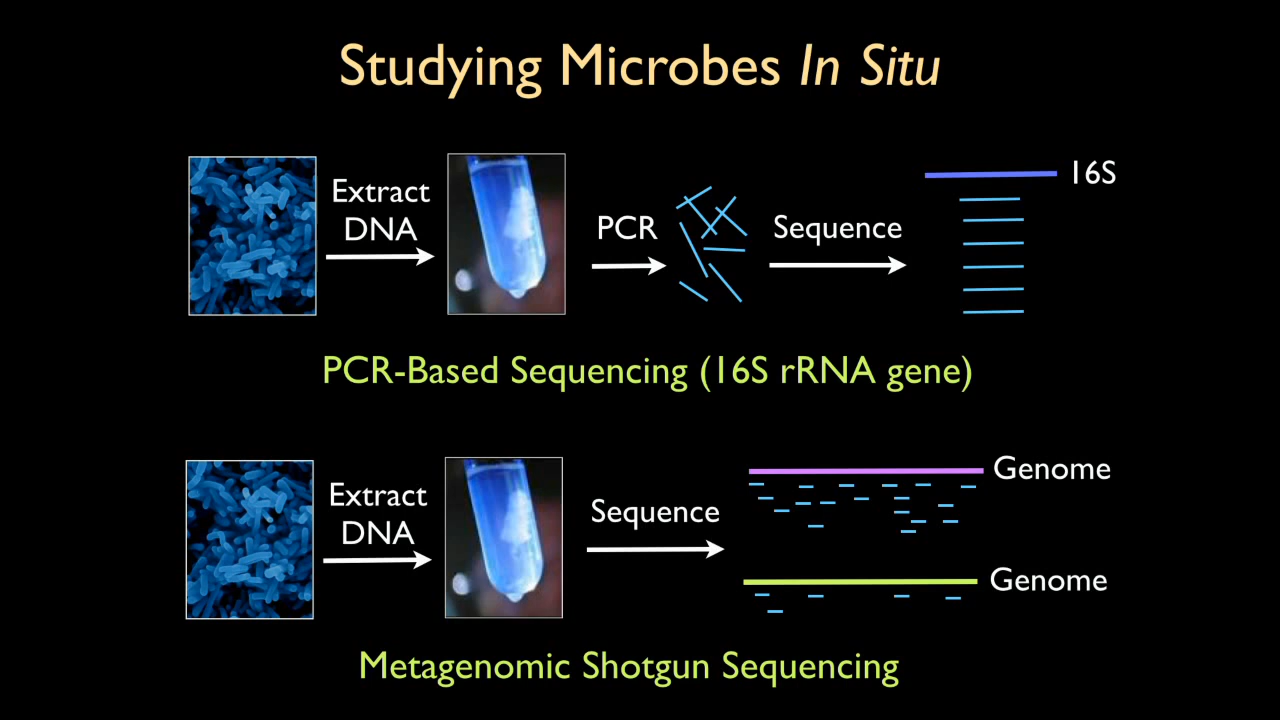 Studying Microbes In Situ
Extract
DNA
PCR
Sequence
16S
PCR-Based Sequencing (16S rRNA gene)
Extract
DNA
Sequence
Genome
Genome
Metagenomic Shotgun Sequencing